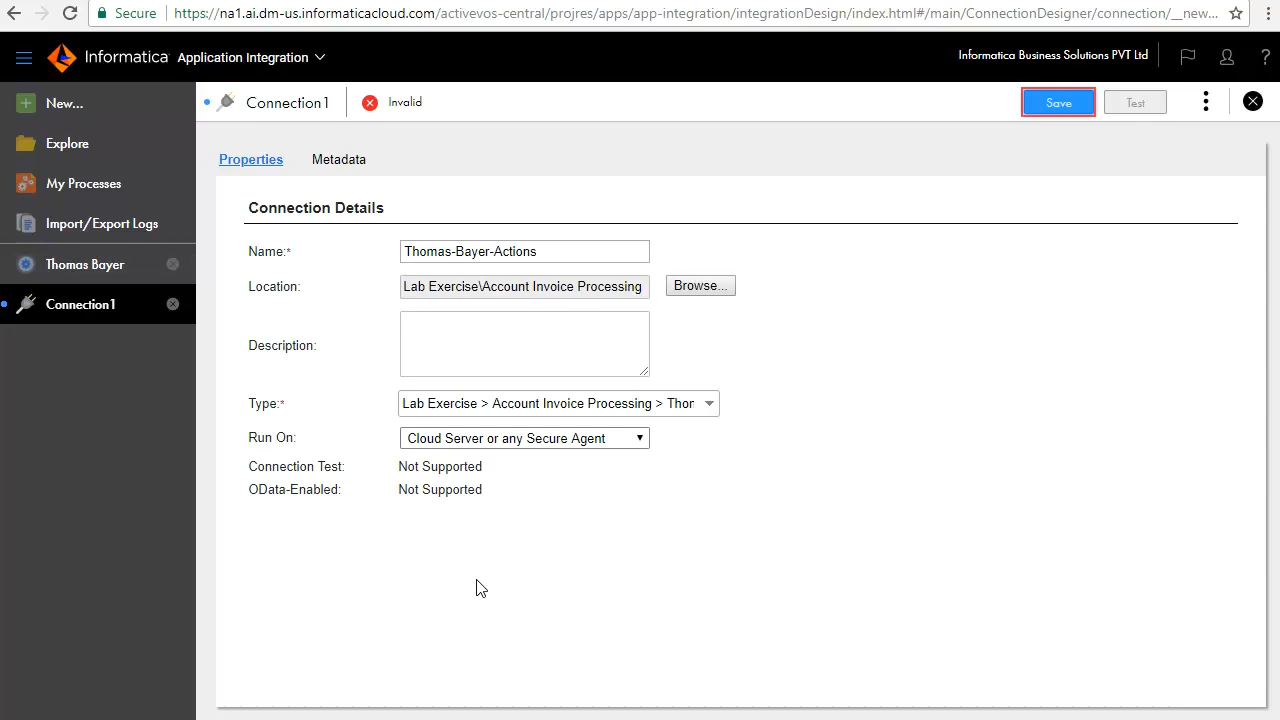 Secure https://na1.ai.dm-us.informaticacloud.com/activevos-central/projres/apps/app-integration/integrationDesign/index.html#/main/ConnectionDesigner/connection/__new...
Informatica Application Integration
Informatica Business Solutions PVT Ltd
?
New...
Explore
My Processes
Import/Export Logs
Thomas Bayer
Connection1
Connection1 Invalid Save Test
Properties Metadata
Connection Details
Name:* Thomas-Bayer-Actions
Location: Lab Exercise\Account Invoice Processing Browse...
Description:
Type:* Lab Exercise > Account Invoice Processing > Thor
Run On: Cloud Server or any Secure Agent
Connection Test: Not Supported
OData-Enabled: Not Supported